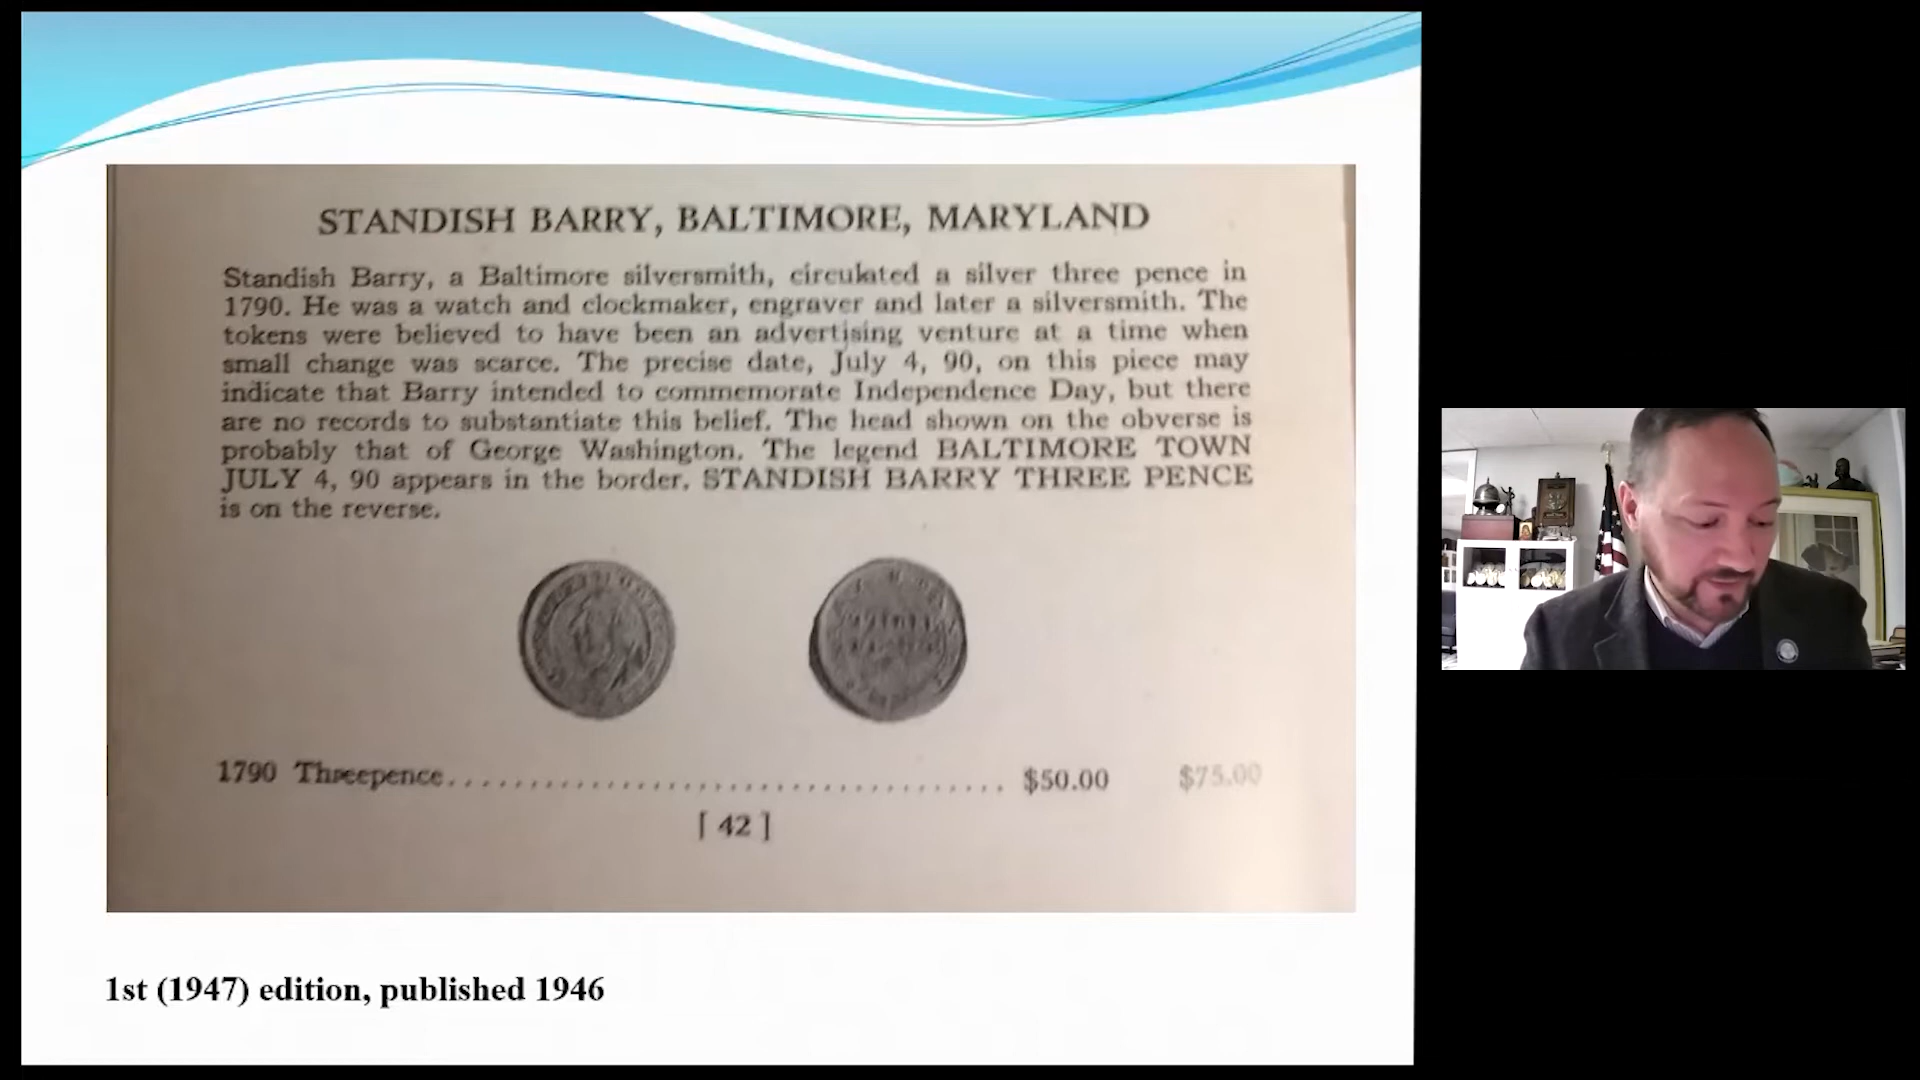 STANDISH BARRY, BALTIMORE, MARYLAND
Standish Barry, a Baltimore silversmith, circulated a silver three pence in
1790. He was a watch and clockmaker, engraver and later a silversmith. The
tokens were believed to have been an advertising venture at a time when
small change was scarce. The precise date, July 4, 90, on this piece may
indicate that Barry intended to commemorate Independence Day, but there
are no records to substantiate this belief. The head shown on the obverse is
probably that of George Washington. The legend BALTIMORE TOWN
JULY 4, 90 appears in the border. STANDISH BARRY THREE PENCE
is on the reverse.
1790 Threepence........................................ $50.00 $75.00
[ 42 ]
1st (1947) edition, published 1946